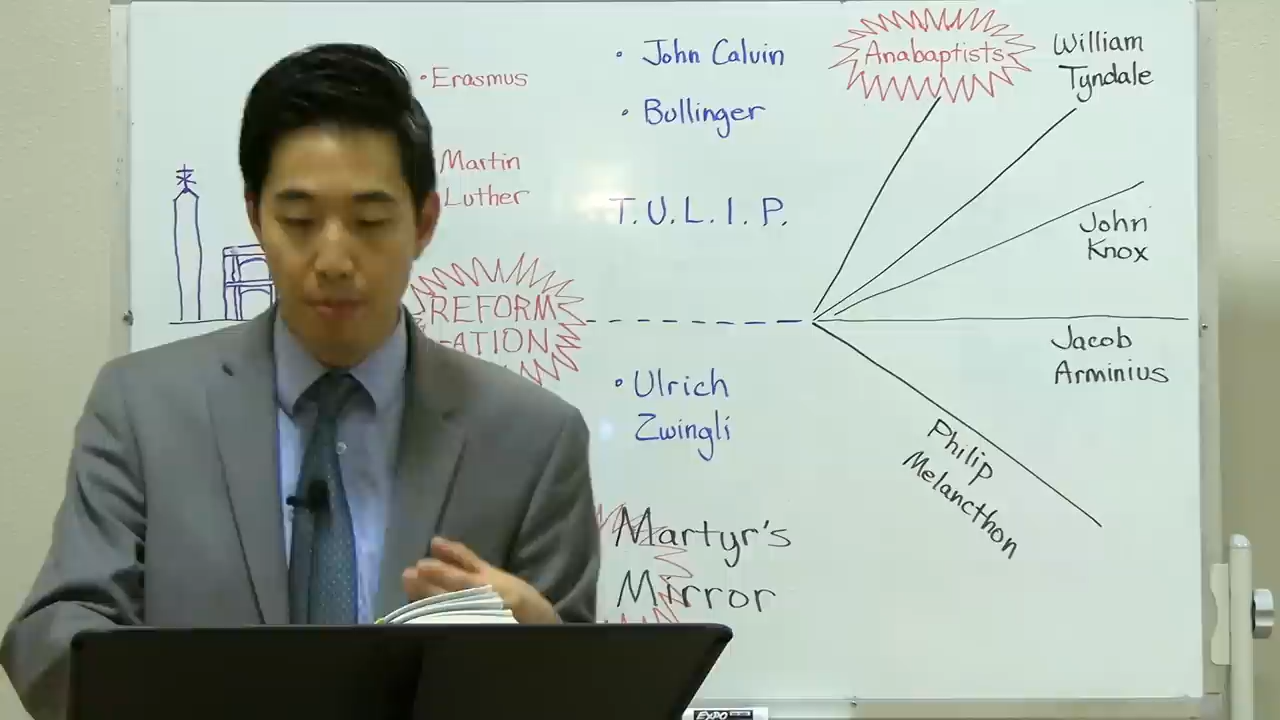 • Erasmus
Martin
Luther
REFORM
-ATION
• John Calvin
• Bullinger
T.U.L.I.P.
• Ulrich
Zwingli
Martyr's
Mirror
Anabaptists
William
Tyndale
John
Knox
Jacob
Arminius
Philip
Melancthon
EXPO